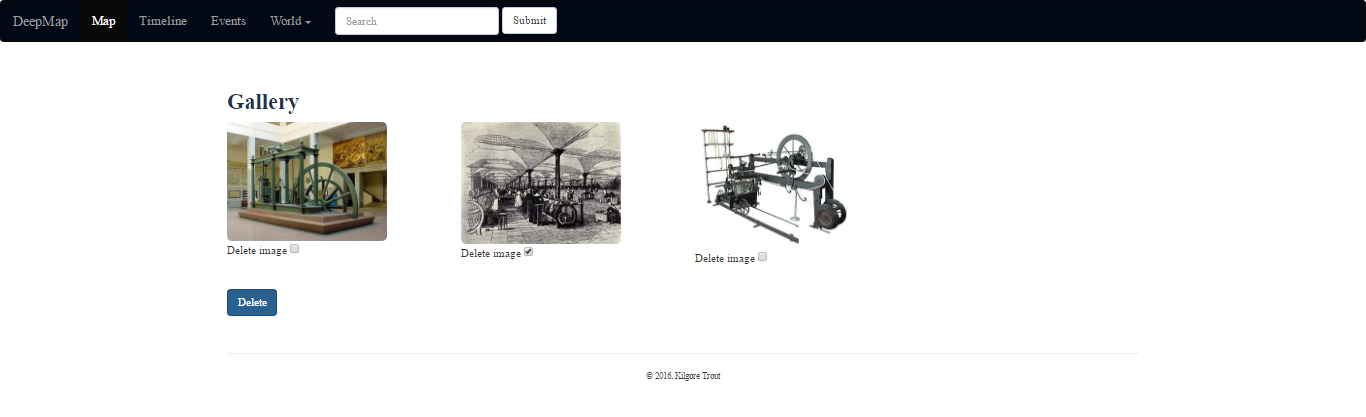 DeepMap Map Timeline Events World Search Submit
Gallery
Delete image
Delete image
Delete image
Delete
© 2016, Kilgore Trout